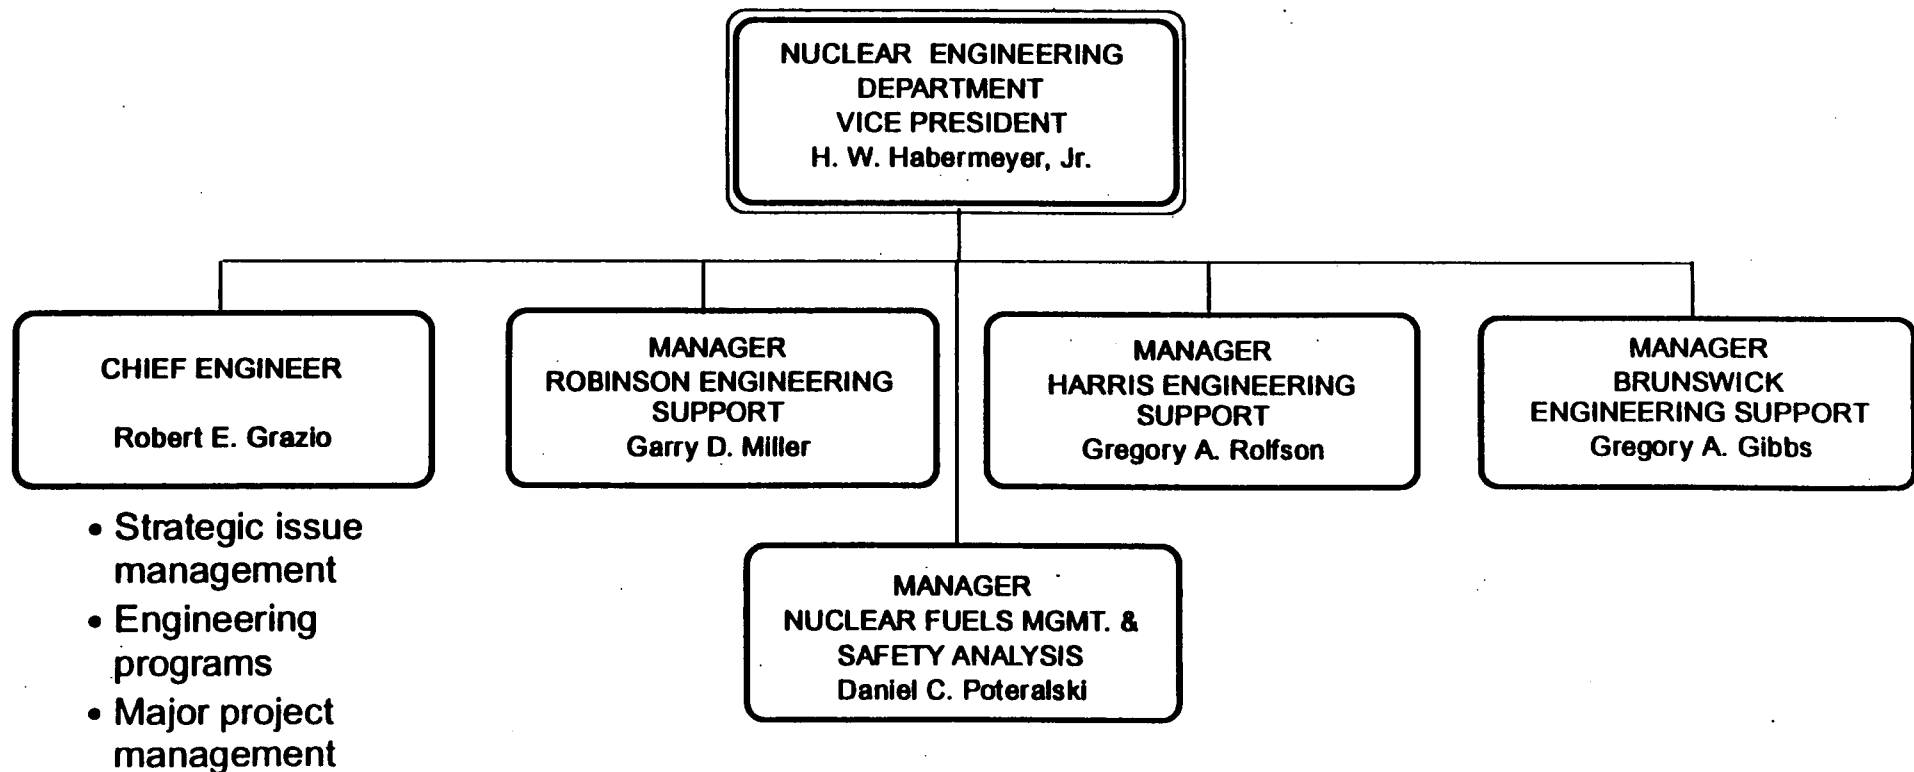 NUCLEAR ENGINEERING
DEPARTMENT
VICE PRESIDENT
H. W. Habermeyer, Jr.
CHIEF ENGINEER
Robert E. Grazio
MANAGER
ROBINSON ENGINEERING
SUPPORT
Garry D. Miller
MANAGER
HARRIS ENGINEERING
SUPPORT
Gregory A. Rolfson
MANAGER
BRUNSWICK
ENGINEERING SUPPORT
Gregory A. Gibbs
• Strategic issue
management
• Engineering
programs
• Major project
management
MANAGER
NUCLEAR FUELS MGMT. &
SAFETY ANALYSIS
Daniel C. Poteralski